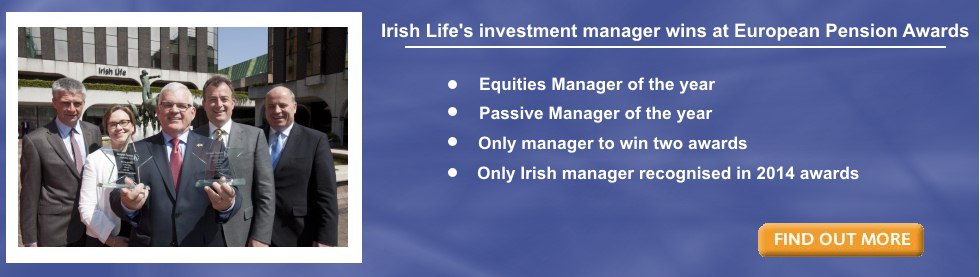 Irish Life's investment manager wins at European Pension Awards
Irish Life
Equities Manager of the year
Passive Manager of the year
Only manager to win two awards
Only Irish manager recognised in 2014 awards
FIND OUT MORE